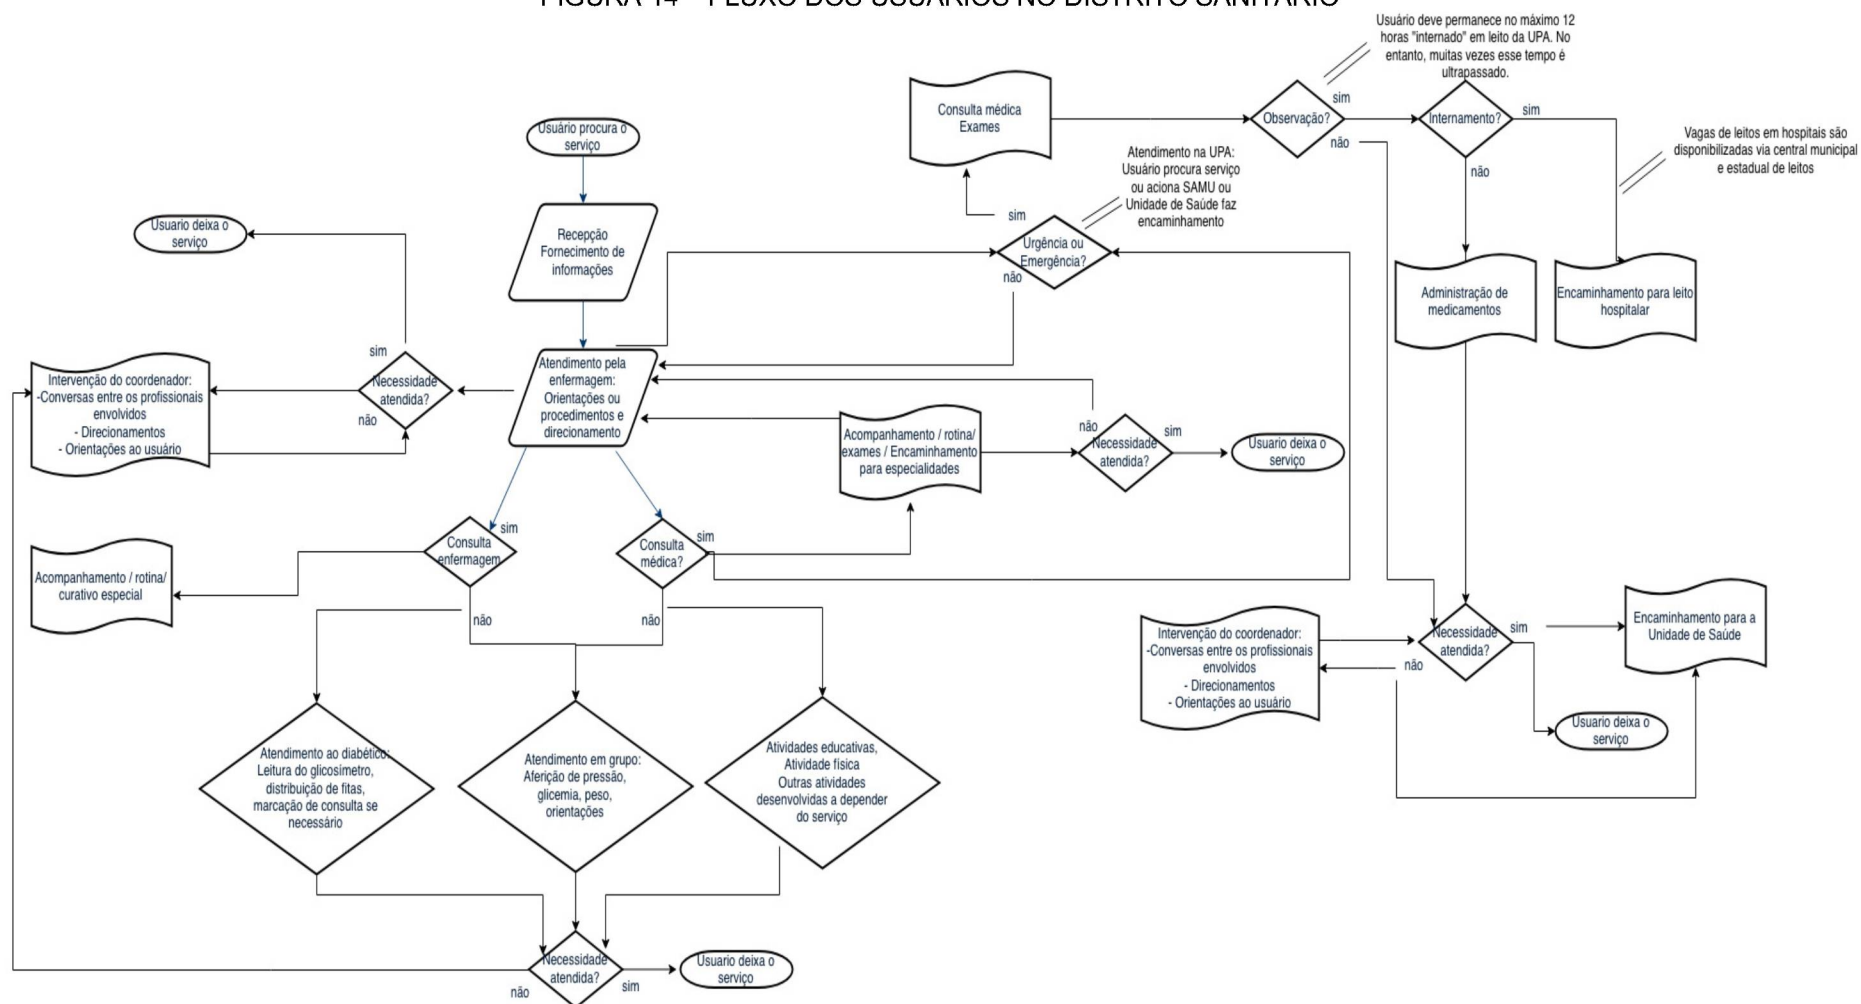 FIGURA 14 – FLUXO DOS USUÁRIOS NO DISTRITO SANITÁRIO
Usuário deve permanece no máximo 12
horas "internado" em leito da UPA. No
entanto, muitas vezes esse tempo é
ultrapassado.
Consulta médica
Exames
Observação?
sim
não
Internamento?
sim
não
Vagas de leitos em hospitais são
disponibilizadas via central municipal
e estadual de leitos
Usuário procura o
serviço
Atendimento na UPA:
Usuário procura serviço
ou aciona SAMU ou
Unidade de Saúde faz
encaminhamento
sim
Urgência ou
Emergência?
não
Usuario deixa o
serviço
Recepção
Fornecimento de
informações
Administração de
medicamentos
Encaminhamento para leito
hospitalar
sim
Necessidade
atendida?
não
Intervenção do coordenador:
-Conversas entre os profissionais
envolvidos
- Direcionamentos
- Orientações ao usuário
Atendimento pela
enfermagem:
Orientações ou
procedimentos e
direcionamento
Acompanhamento / rotina/
exames / Encaminhamento
para especialidades
não
Necessidade
atendida?
sim
Usuario deixa o
serviço
Consulta
enfermagem
sim
não
Consulta
médica?
sim
não
Acompanhamento / rotina/
curativo especial
Intervenção do coordenador:
-Conversas entre os profissionais
envolvidos
- Direcionamentos
- Orientações ao usuário
Necessidade
atendida?
sim
não
Encaminhamento para a
Unidade de Saúde
Usuario deixa o
serviço
Atendimento ao diabético:
Leitura do glicosímetro,
distribuição de fitas,
marcação de consulta se
necessário
Atendimento em grupo:
Aferição de pressão,
glicemia, peso,
orientações
Atividades educativas,
Atividade física
Outras atividades
desenvolvidas a depender
do serviço
Necessidade
atendida?
não
sim
Usuario deixa o
serviço